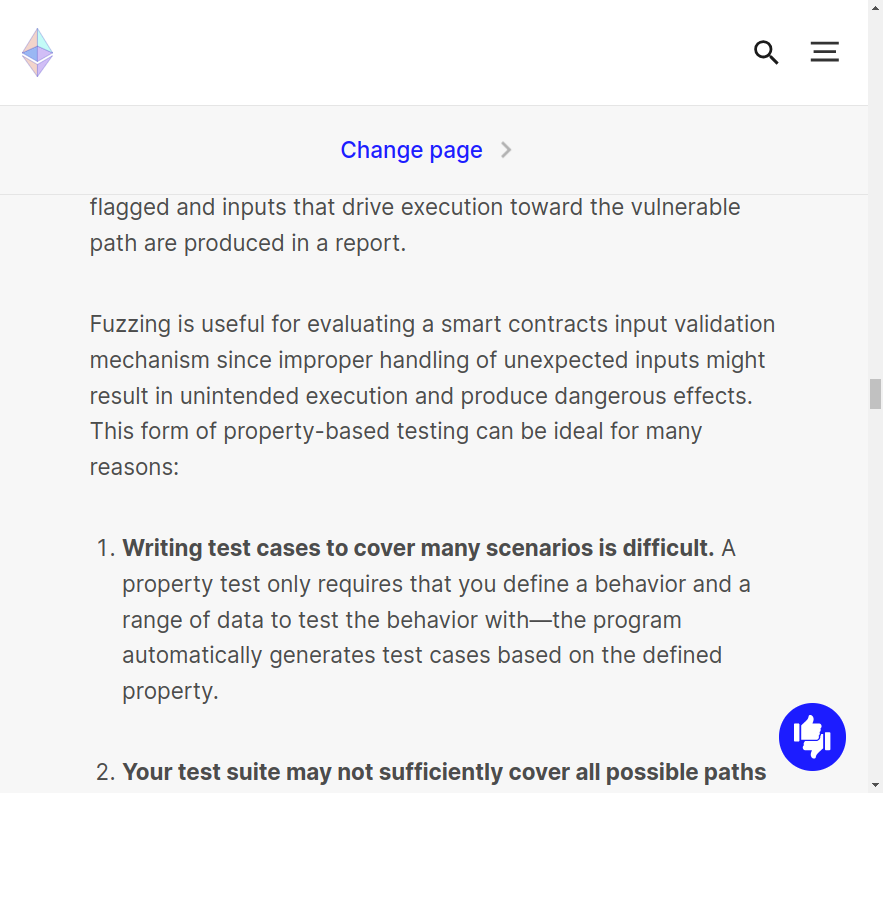 Change page
flagged and inputs that drive execution toward the vulnerable
path are produced in a report.
Fuzzing is useful for evaluating a smart contracts input validation
mechanism since improper handling of unexpected inputs might
result in unintended execution and produce dangerous effects.
This form of property-based testing can be ideal for many
reasons:
1. Writing test cases to cover many scenarios is difficult. A
property test only requires that you define a behavior and a
range of data to test the behavior with—the program
automatically generates test cases based on the defined
property.
2. Your test suite may not sufficiently cover all possible paths